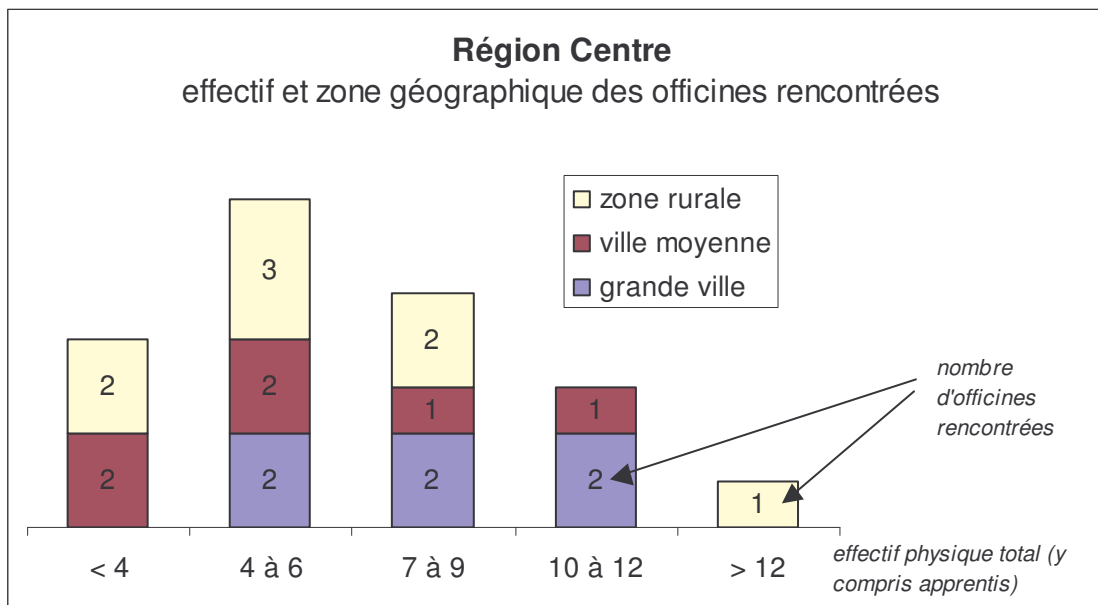 Région Centre
effectif et zone géographique des officines rencontrées
zone rurale
ville moyenne
grande ville
3
2
2
2
1
1
nombre
d'officines
rencontrées
2
2
2
2
1
< 4
4 à 6
7 à 9
10 à 12
> 12
effectif physique total (y
compris apprentis)